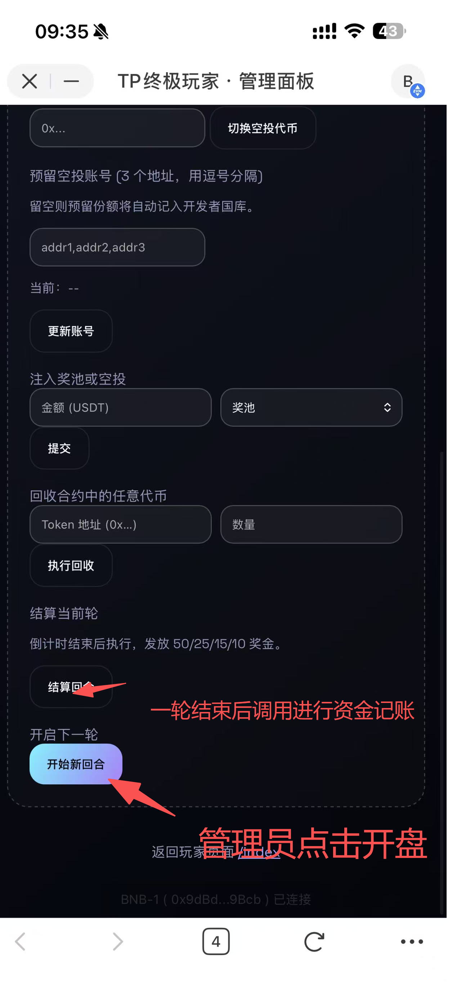 09:35
43
TP终极玩家 · 管理面板
B
EVM
0x...
切换空投代币
预留空投账号 (3 个地址，用逗号分隔)
留空则预留份额将自动记入开发者国库。
addr1,addr2,addr3
当前： --
更新账号
注入奖池或空投
金额 (USDT)
奖池
提交
回收合约中的任意代币
Token 地址 (0x...)
数量
执行回收
结算当前轮
倒计时结束后执行，发放 50/25/15/10 奖金。
结算回合
一轮结束后调用进行资金记账
开启下一轮
开始新回合
管理员点击开盘
返回玩家页面 /index
BNB-1 ( 0x9dBd...9Bcb ) 已连接
4